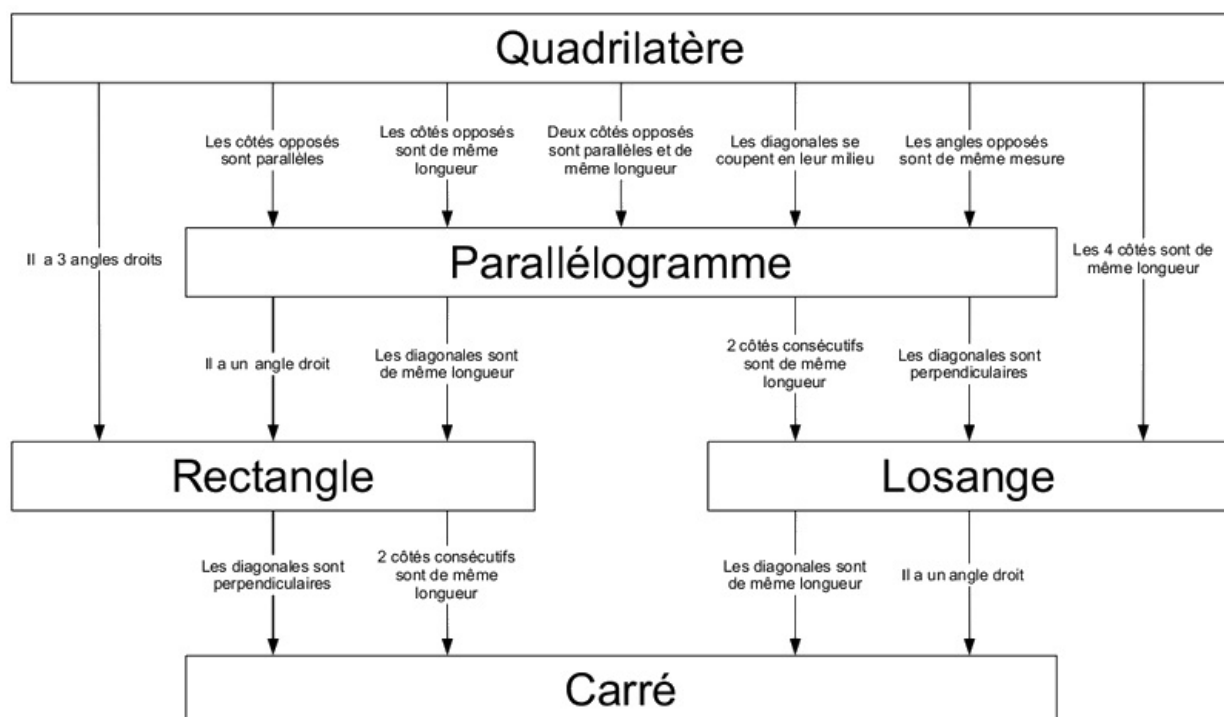 Quadrilatère
Les côtés opposés
sont parallèles
Les côtés opposés
sont de même
longueur
Deux côtés opposés
sont parallèles et de
même longueur
Les diagonales se
coupent en leur milieu
Les angles opposés
sont de même mesure
Il a 3 angles droits
Parallélogramme
Les 4 côtés sont de
même longueur
Il a un angle droit
Les diagonales sont
de même longueur
2 côtés consécutifs
sont de même
longueur
Les diagonales sont
perpendiculaires
Rectangle
Losange
Les diagonales sont
perpendiculaires
2 côtés consécutifs
sont de même
longueur
Les diagonales sont
de même longueur
Il a un angle droit
Carré